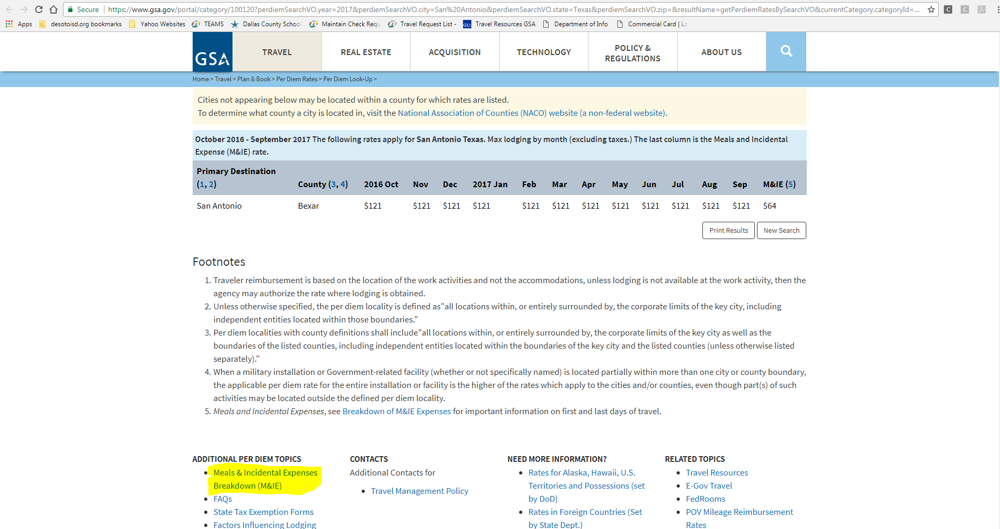 Secure https://www.gsa.gov/portal/category/100120?perdiemSearchVO.year=2017&perdiemSearchVO.city=San%20Antonio&perdiemSearchVO.state=Texas&perdiemSearchVO.zip=&resultName=getPerdiemRatesBySearchVO&currentCategory.categoryId=...
Apps desotoisd.org bookmarks Yahoo Websites TEAMS Dallas County School Maintain Check Requ Travel Request List - Travel Resources GSA Department of Info Commercial Card | Lo
GSA TRAVEL REAL ESTATE ACQUISITION TECHNOLOGY POLICY & REGULATIONS ABOUT US
Home > Travel > Plan & Book > Per Diem Rates > Per Diem Look-Up >
Cities not appearing below may be located within a county for which rates are listed.
To determine what county a city is located in, visit the National Association of Counties (NACO) website (a non-federal website).
October 2016 - September 2017 The following rates apply for San Antonio Texas. Max lodging by month (excluding taxes.) The last column is the Meals and Incidental
Expense (M&IE) rate.
Primary Destination
(1, 2) County (3, 4) 2016 Oct Nov Dec 2017 Jan Feb Mar Apr May Jun Jul Aug Sep M&IE (5)
San Antonio Bexar $121 $121 $121 $121 $121 $121 $121 $121 $121 $121 $121 $121 $64
Print Results New Search
Footnotes
1. Traveler reimbursement is based on the location of the work activities and not the accommodations, unless lodging is not available at the work activity, then the
agency may authorize the rate where lodging is obtained.
2. Unless otherwise specified, the per diem locality is defined as"all locations within, or entirely surrounded by, the corporate limits of the key city, including
independent entities located within those boundaries."
3. Per diem localities with county definitions shall include"all locations within, or entirely surrounded by, the corporate limits of the key city as well as the
boundaries of the listed counties, including independent entities located within the boundaries of the key city and the listed counties (unless otherwise listed
separately)."
4. When a military installation or Government-related facility (whether or not specifically named) is located partially within more than one city or county boundary,
the applicable per diem rate for the entire installation or facility is the higher of the rates which apply to the cities and/or counties, even though part(s) of such
activities may be located outside the defined per diem locality.
5. Meals and Incidental Expenses, see Breakdown of M&IE Expenses for important information on first and last days of travel.
ADDITIONAL PER DIEM TOPICS
Meals & Incidental Expenses
Breakdown (M&IE)
FAQs
State Tax Exemption Forms
Factors Influencing Lodging
CONTACTS
Additional Contacts for
Travel Management Policy
NEED MORE INFORMATION?
Rates for Alaska, Hawaii, U.S.
Territories and Possessions (set
by DoD)
Rates in Foreign Countries (Set
by State Dept.)
RELATED TOPICS
Travel Resources
E-Gov Travel
FedRooms
POV Mileage Reimbursement
Rates